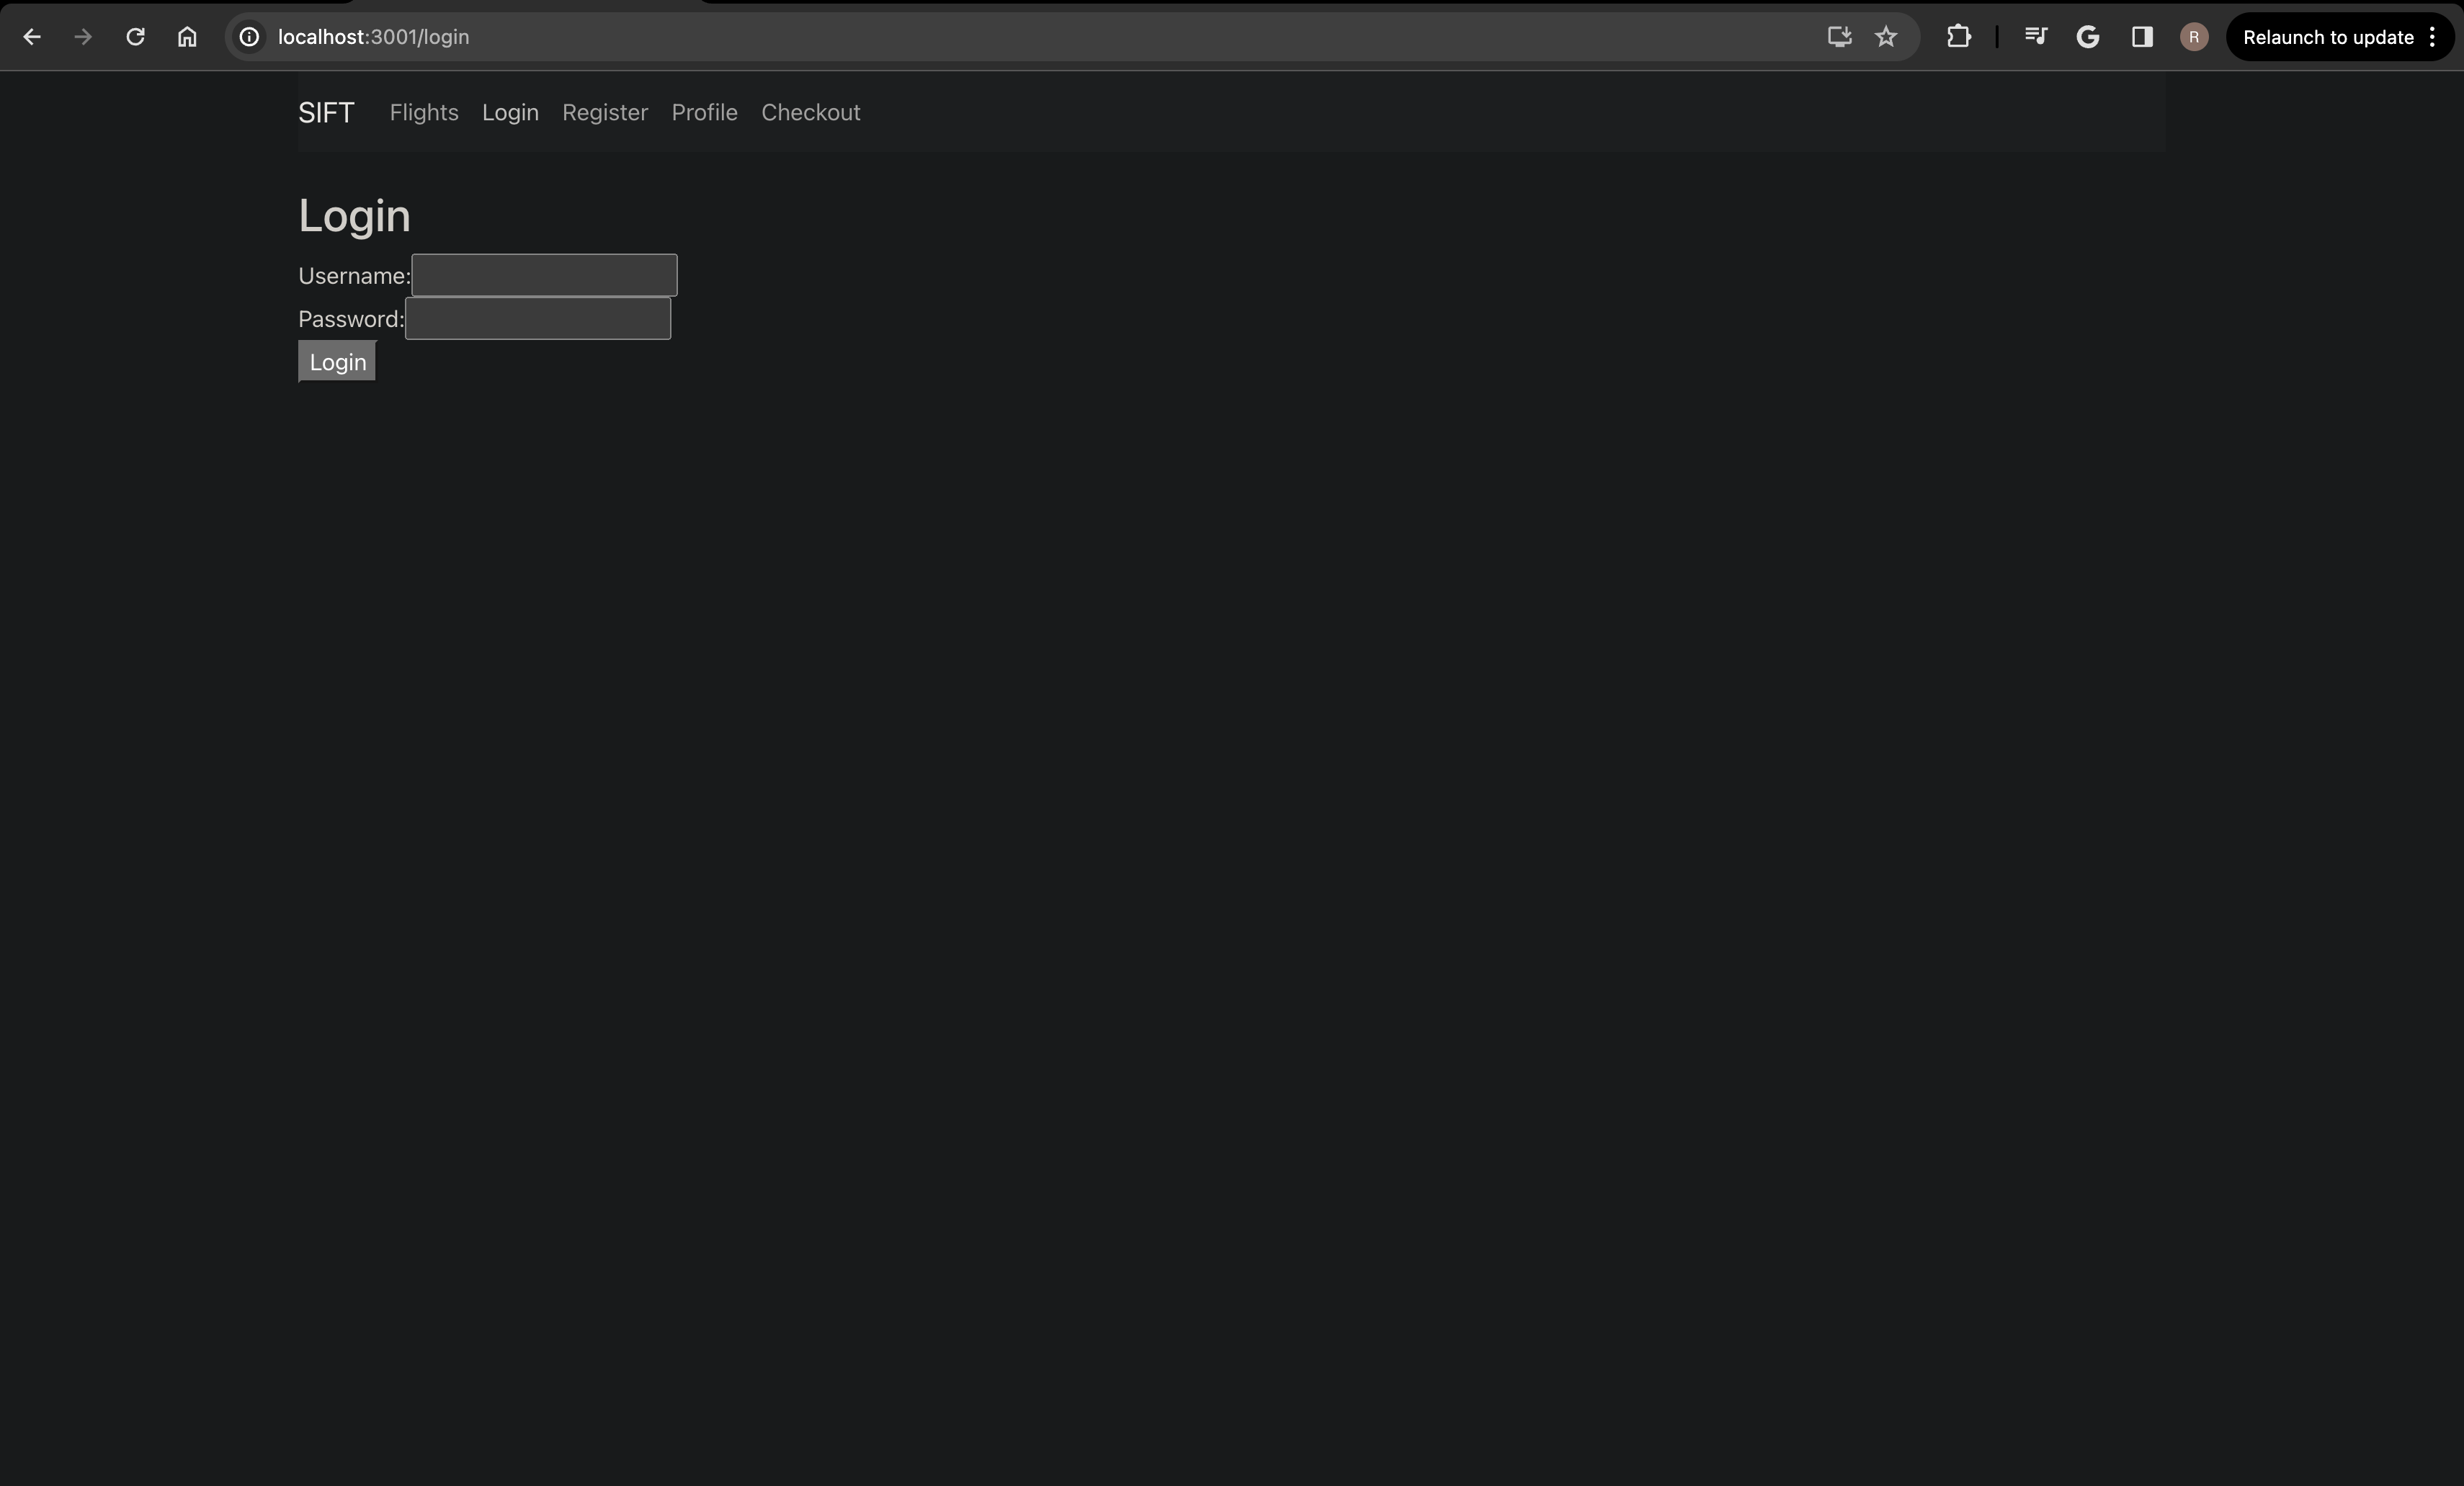 localhost:3001/login
R
Relaunch to update
SIFT Flights Login Register Profile Checkout
Login
Username:
Password:
Login